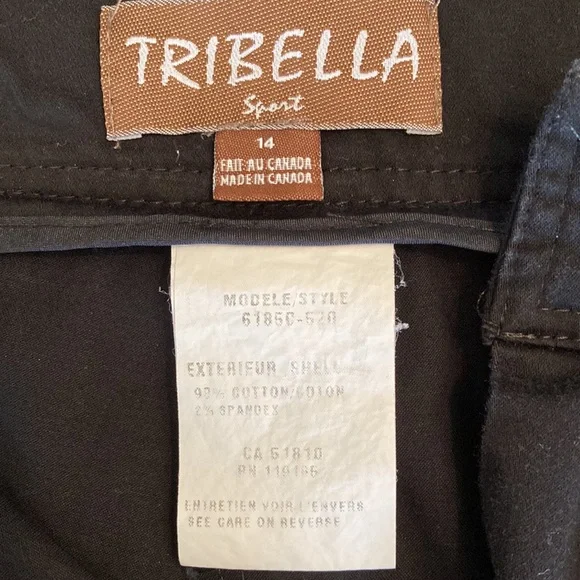 TRIBELLA
Sport
14
FAIT AU CANADA
MADE IN CANADA
MODELE/STYLE
EXTERIEUR SHELL
COTTON/COTON
2% SPANDEX
CA 51810
RN
ENTRETIEN VOIR L'ENVERS
SEE CARE ON REVERSE